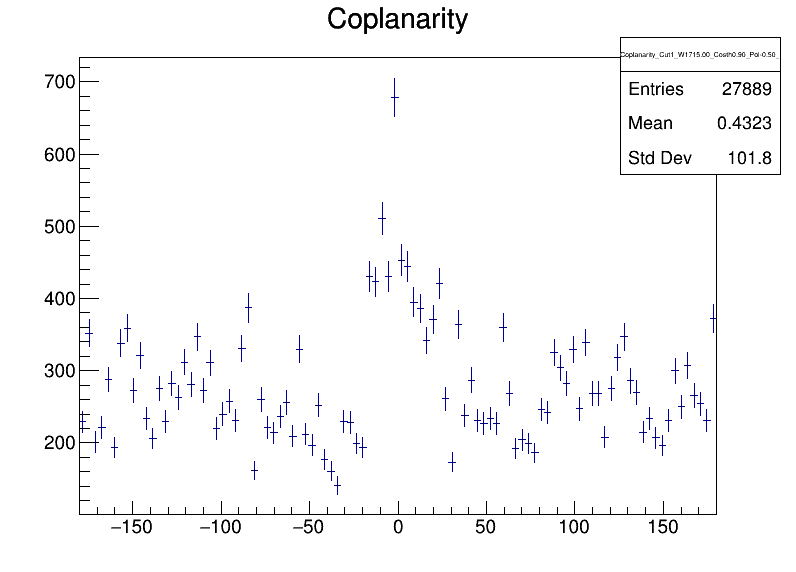 Coplanarity
Coplanarity_Cut1_W1715.00_Costh0.90_Pol-0.50_
Entries 27889
Mean 0.4323
Std Dev 101.8
700
600
500
400
300
200
−150 −100 −50 0 50 100 150